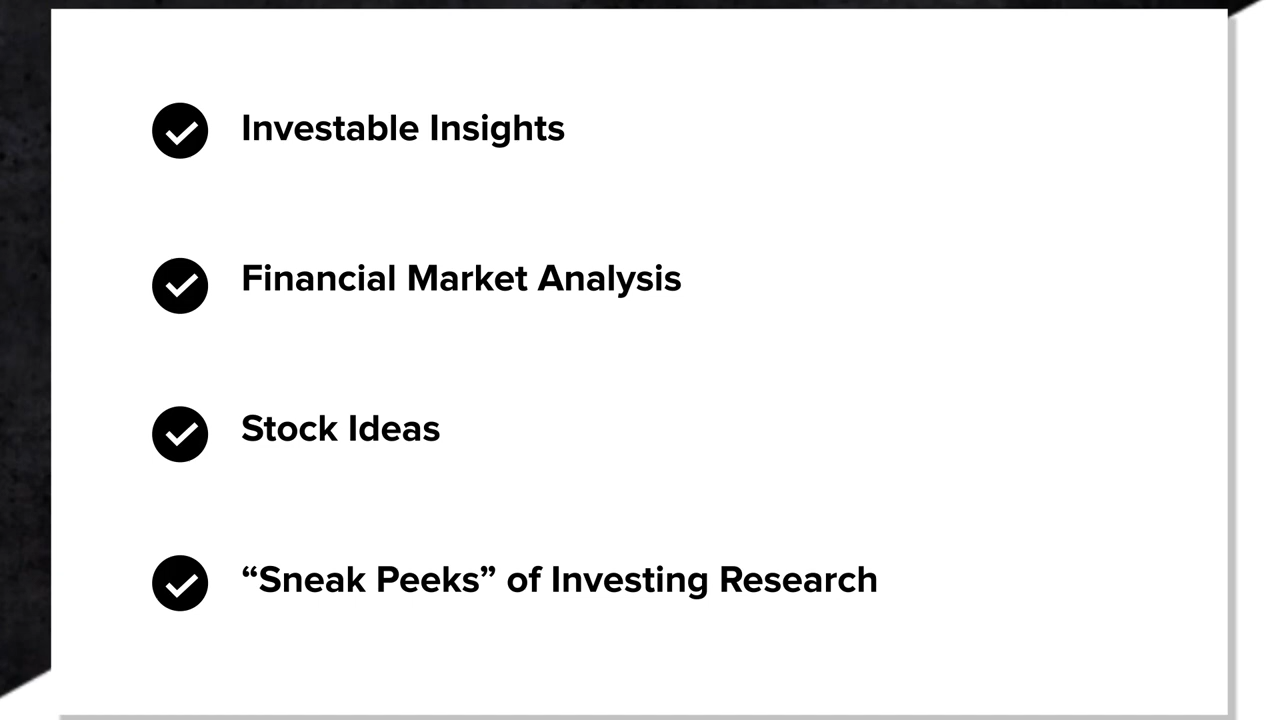 Investable Insights
Financial Market Analysis
Stock Ideas
“Sneak Peeks” of Investing Research